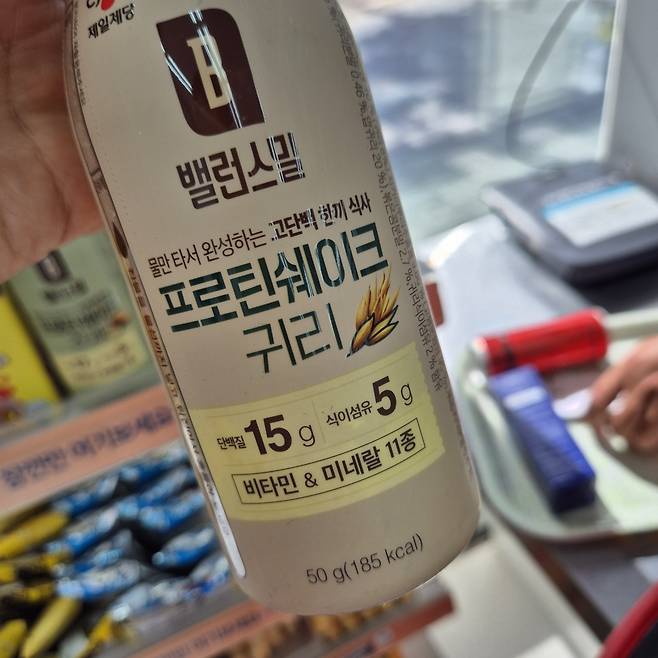 제일제당
B
밸런스밀
물만 타서 완성하는 고단백 한끼 식사
프로틴쉐이크
귀리
단백질 15 g 식이섬유 5 g
비타민 & 미네랄 11종
50 g(185 kcal)